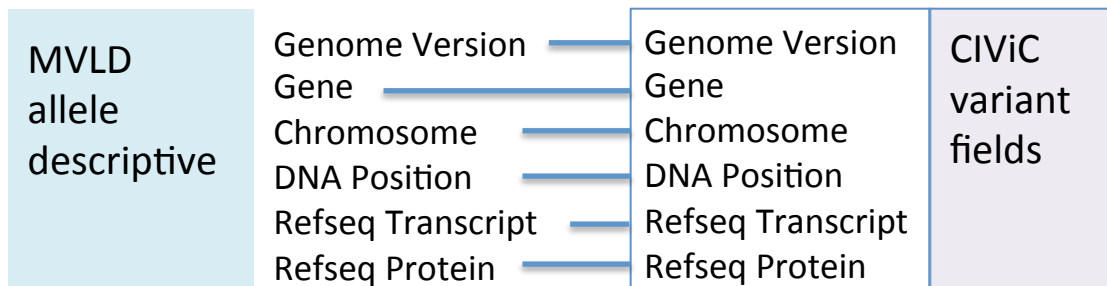 MVLD
allele
descriptive
Genome Version
Gene
Chromosome
DNA Position
Refseq Transcript
Refseq Protein
Genome Version
Gene
Chromosome
DNA Position
Refseq Transcript
Refseq Protein
CIViC
variant
fields